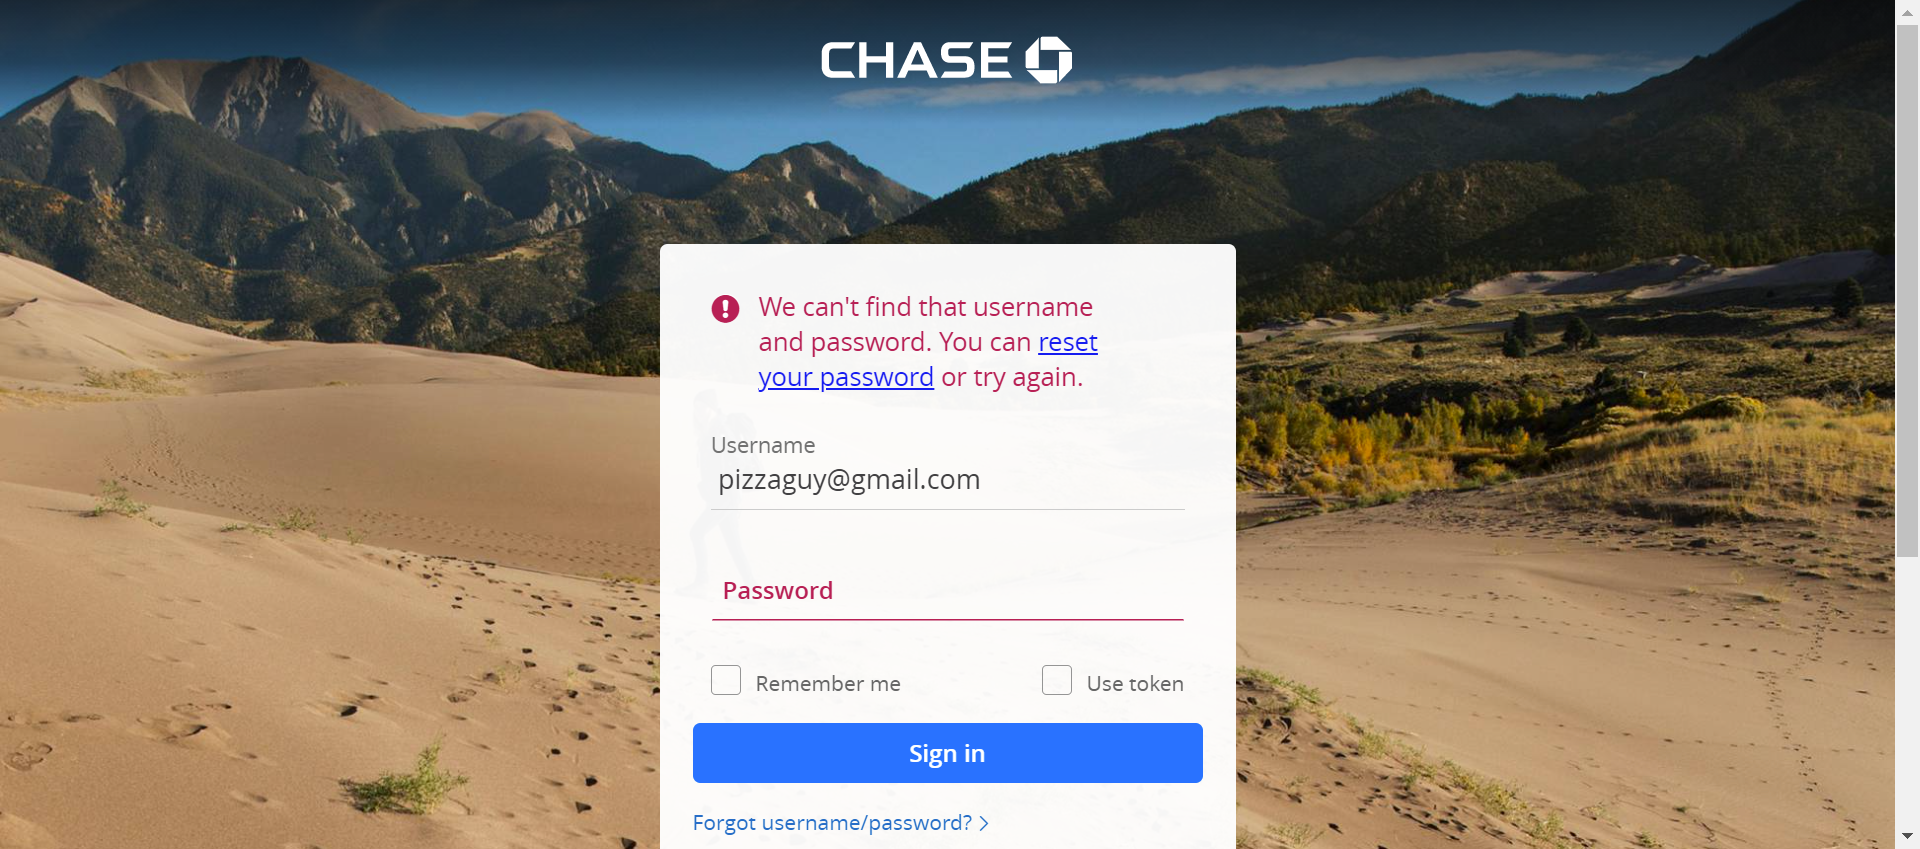 CHASE
We can't find that username
and password. You can reset
your password or try again.
Username
pizzaguy@gmail.com
Password
Remember me
Use token
Sign in
Forgot username/password?